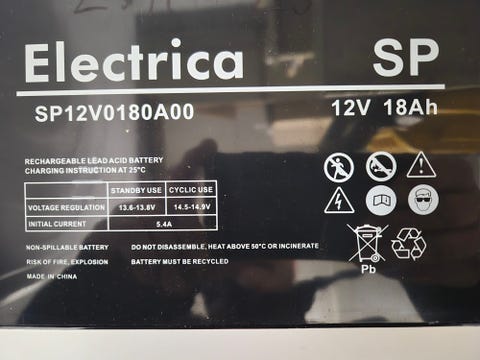 Electrica SP
SP12V0180A00 12V 18Ah
RECHARGEABLE LEAD ACID BATTERY
CHARGING INSTRUCTION AT 25°C
STANDBY USE CYCLIC USE
VOLTAGE REGULATION 13.6-13.8V 14.5-14.9V
INITIAL CURRENT 5.4A
NON-SPILLABLE BATTERY DO NOT DISASSEMBLE, HEAT ABOVE 50°C OR INCINERATE
RISK OF FIRE, EXPLOSION BATTERY MUST BE RECYCLED
MADE IN CHINA
Pb